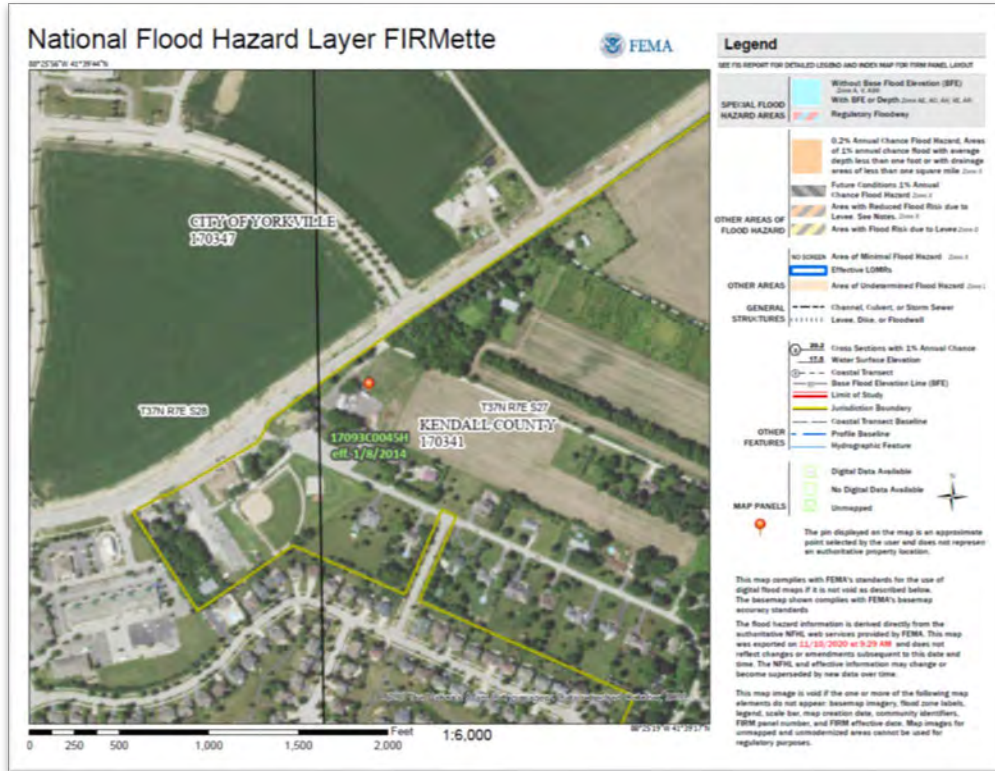 National Flood Hazard Layer FIRMette
FEMA
88°25'56"W 41°39'44"N
CITY OF YORKVILLE
170347
T37N R7E S28
T37N R7E S27
KENDALL COUNTY
170341
17093C0045H
eff. 1/8/2014
88°25'19"W 41°39'17"N
0 250 500 1,000 1,500 2,000
Feet
1:6,000
Legend
SEE FIS REPORT FOR DETAILED LEGEND AND INDEX MAP FOR FIRM PANEL LAYOUT
SPECIAL FLOOD
HAZARD AREAS
Without Base Flood Elevation (BFE)
Zone A, V, A99
With BFE or Depth Zone AE, AO, AH, VE, AR
Regulatory Floodway
OTHER AREAS OF
FLOOD HAZARD
0.2% Annual Chance Flood Hazard, Areas
of 1% annual chance flood with average
depth less than one foot or with drainage
areas of less than one square mile Zone X
Future Conditions 1% Annual
Chance Flood Hazard Zone X
Area with Reduced Flood Risk due to
Levee. See Notes. Zone X
Area with Flood Risk due to Levee Zone D
OTHER AREAS
NO SCREEN Area of Minimal Flood Hazard Zone X
Effective LOMRs
Area of Undetermined Flood Hazard Zone
GENERAL
STRUCTURES
Channel, Culvert, or Storm Sewer
Levee, Dike, or Floodwall
OTHER
FEATURES
20.2 Cross Sections with 1% Annual Chance
17.5 Water Surface Elevation
Coastal Transect
Base Flood Elevation Line (BFE)
Limit of Study
Jurisdiction Boundary
Coastal Transect Baseline
Profile Baseline
Hydrographic Feature
MAP PANELS
Digital Data Available
No Digital Data Available
Unmapped
The pin displayed on the map is an approximate
point selected by the user and does not represen
an authoritative property location.
This map complies with FEMA's standards for the use of
digital flood maps if it is not void as described below.
The basemap shown complies with FEMA's basemap
accuracy standards
The flood hazard information is derived directly from the
authoritative NFHL web services provided by FEMA. This map
was exported on 11/10/2020 at 9:29 AM and does not
reflect changes or amendments subsequent to this date and
time. The NFHL and effective information may change or
become superseded by new data over time.
This map image is void if the one or more of the following map
elements do not appear: basemap imagery, flood zone labels,
legend, scale bar, map creation date, community identifiers,
FIRM panel number, and FIRM effective date. Map images for
unmapped and unmodernized areas cannot be used for
regulatory purposes.